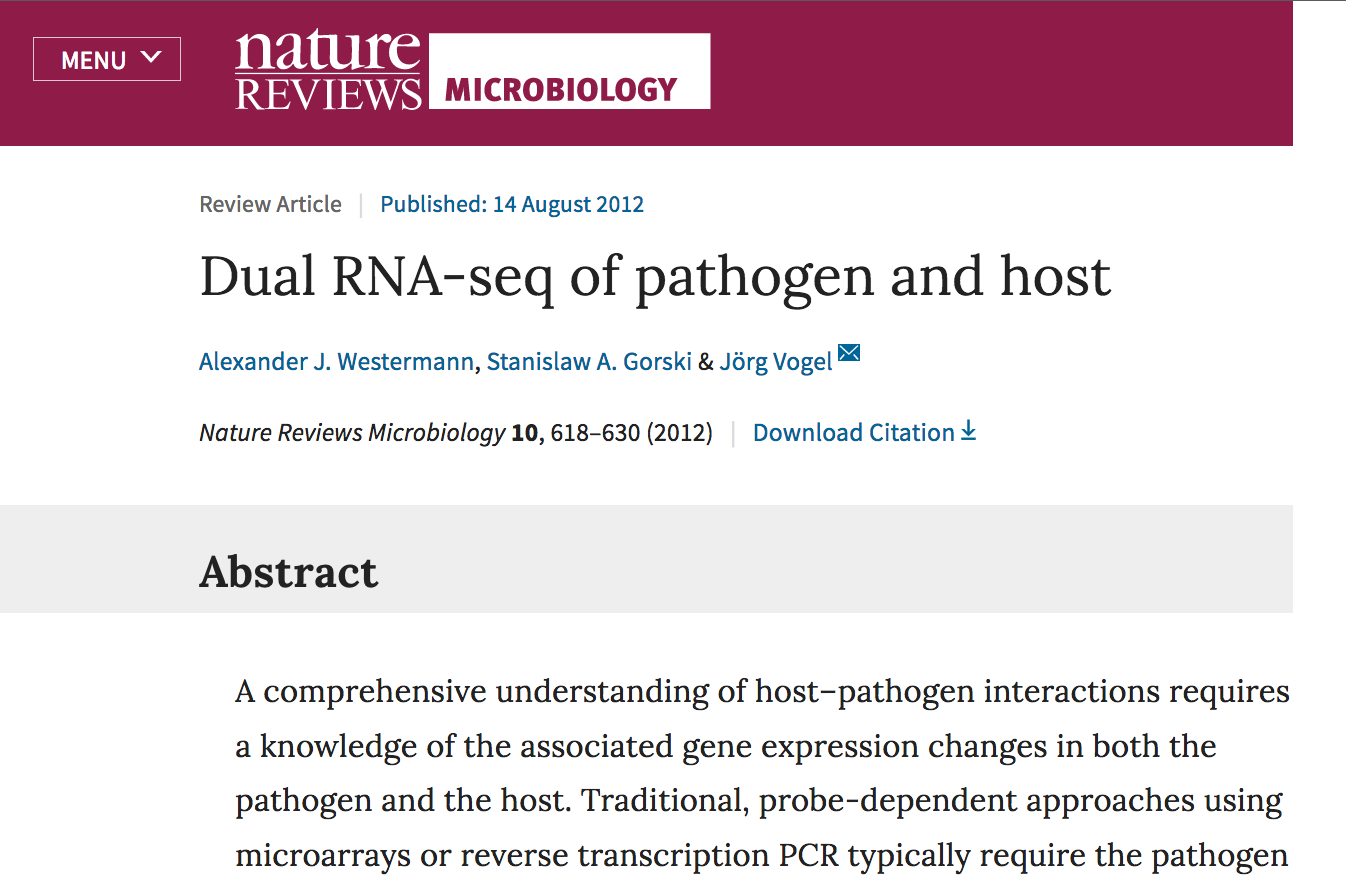 MENU
nature
REVIEWS
MICROBIOLOGY
Review Article | Published: 14 August 2012
Dual RNA-seq of pathogen and host
Alexander J. Westermann, Stanislaw A. Gorski & Jörg Vogel
Nature Reviews Microbiology 10, 618–630 (2012) | Download Citation
Abstract
A comprehensive understanding of host–pathogen interactions requires
a knowledge of the associated gene expression changes in both the
pathogen and the host. Traditional, probe-dependent approaches using
microarrays or reverse transcription PCR typically require the pathogen